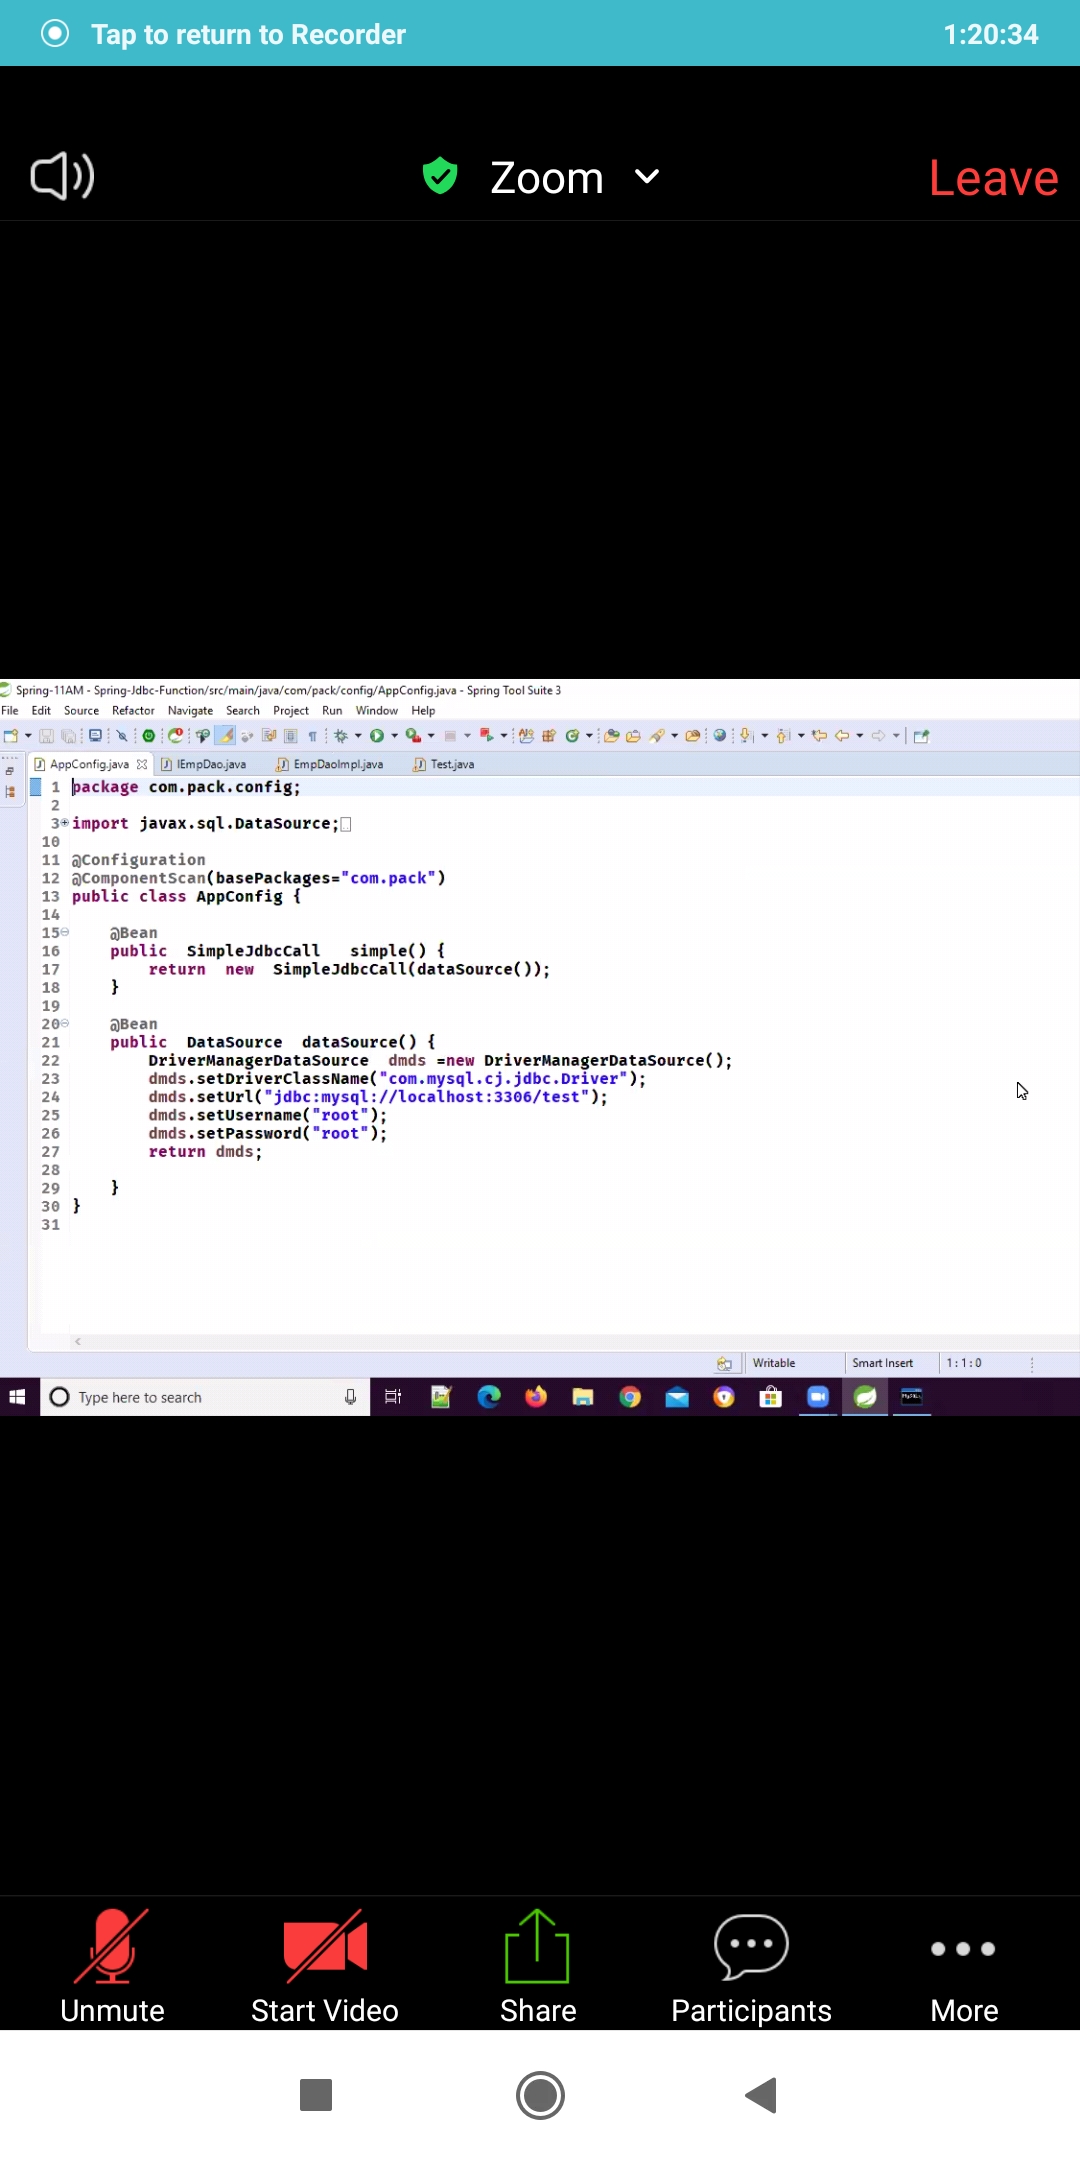 Tap to return to Recorder 1:20:34
Zoom Leave
Spring-11AM - Spring-Jdbc-Function/src/main/java/com/pack/config/AppConfig.java - Spring Tool Suite 3
File Edit Source Refactor Navigate Search Project Run Window Help
AppConfig.java IEmpDao.java EmpDaoImpl.java Test.java
1 package com.pack.config;
2
3 import javax.sql.DataSource;
10
11 @Configuration
12 @ComponentScan(basePackages="com.pack")
13 public class AppConfig {
14
15 @Bean
16 public SimpleJdbcCall simple() {
17 return new SimpleJdbcCall(dataSource());
18 }
19
20 @Bean
21 public DataSource dataSource() {
22 DriverManagerDataSource dmds =new DriverManagerDataSource();
23 dmds.setDriverClassName("com.mysql.cj.jdbc.Driver");
24 dmds.setUrl("jdbc:mysql://localhost:3306/test");
25 dmds.setUsername("root");
26 dmds.setPassword("root");
27 return dmds;
28
29 }
30 }
31
Writable Smart Insert 1:1:0
Type here to search
Unmute Start Video Share Participants More